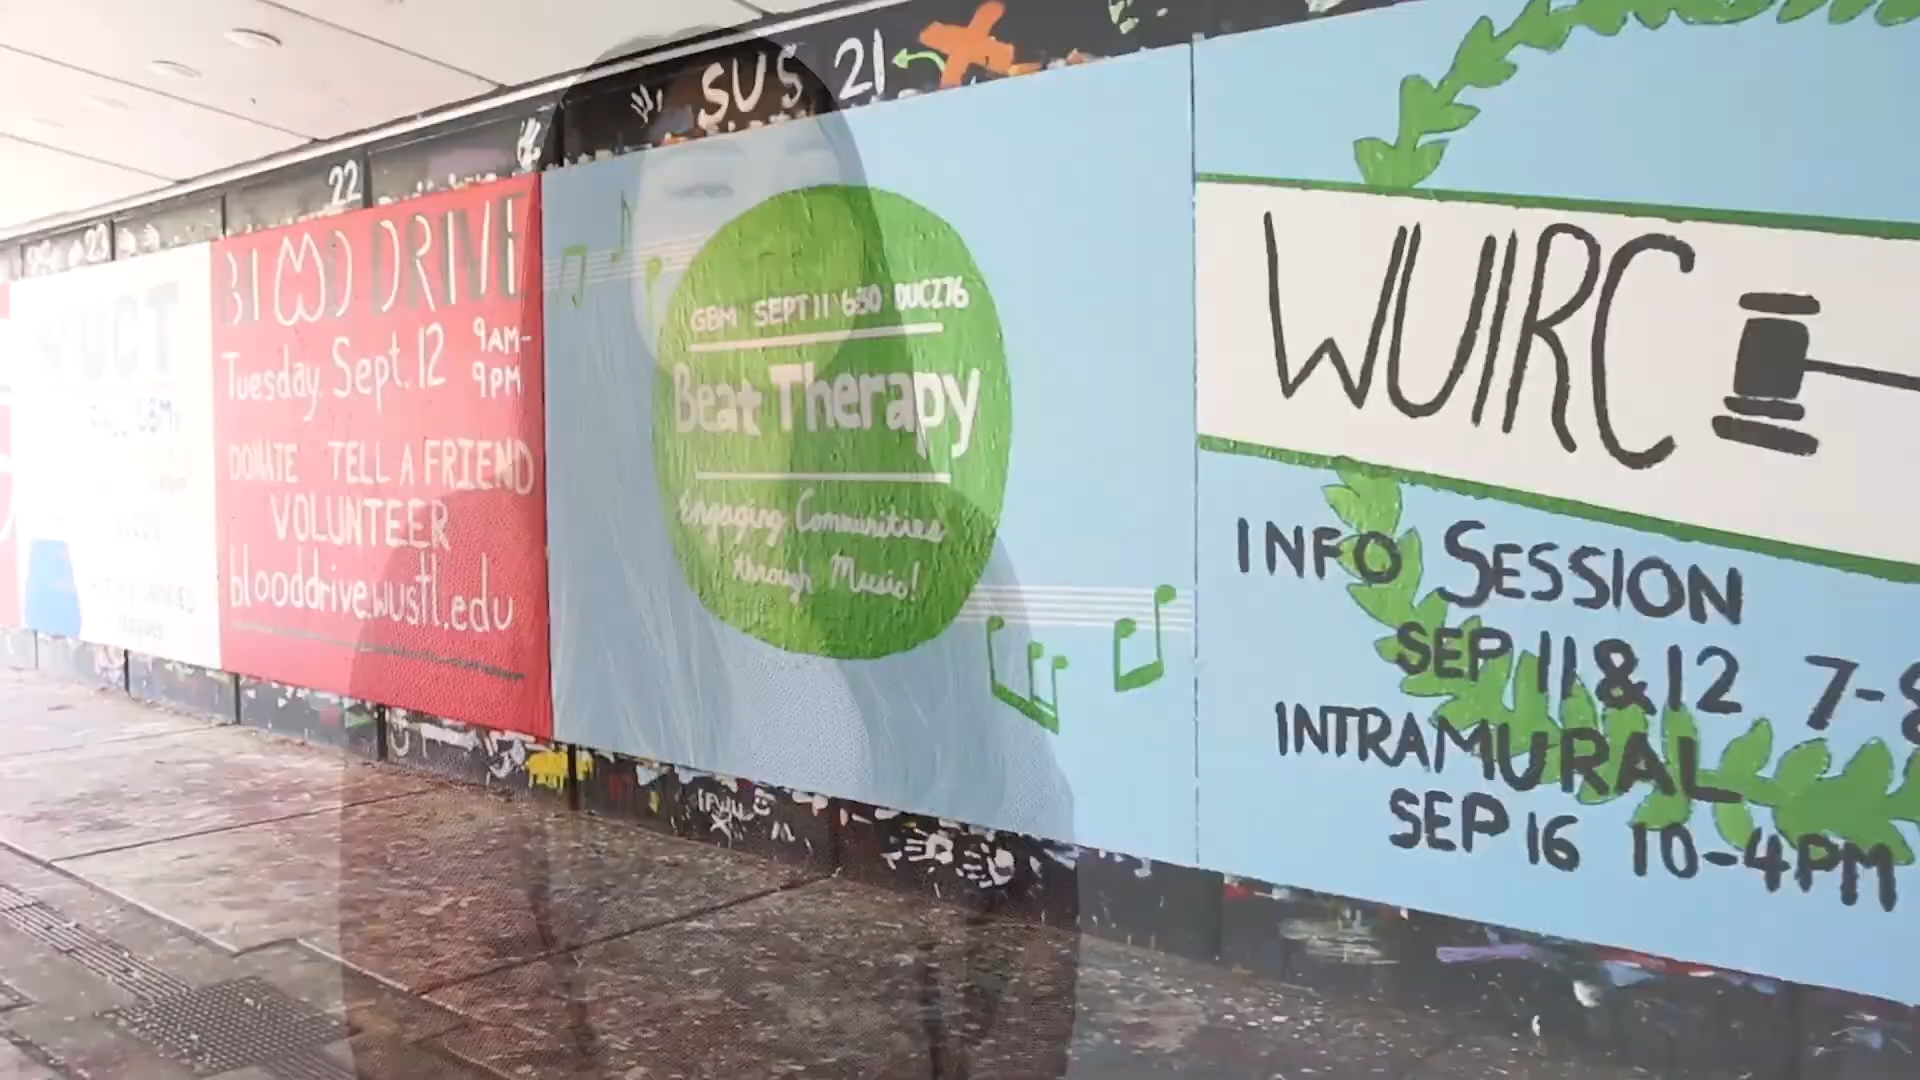 SUS 21
22
23
WUCT
BLOOD DRIVE
Tuesday, Sept. 12
9AM-
9PM
DONATE TELL A FRIEND
VOLUNTEER
blooddrive.wustl.edu
GBM SEPT 11 630 DUC276
Beat Therapy
Engaging Communities
through Music!
WUIRC
INFO SESSION
SEP 11 & 12 7-8
INTRAMURAL
SEP 16 10-4PM